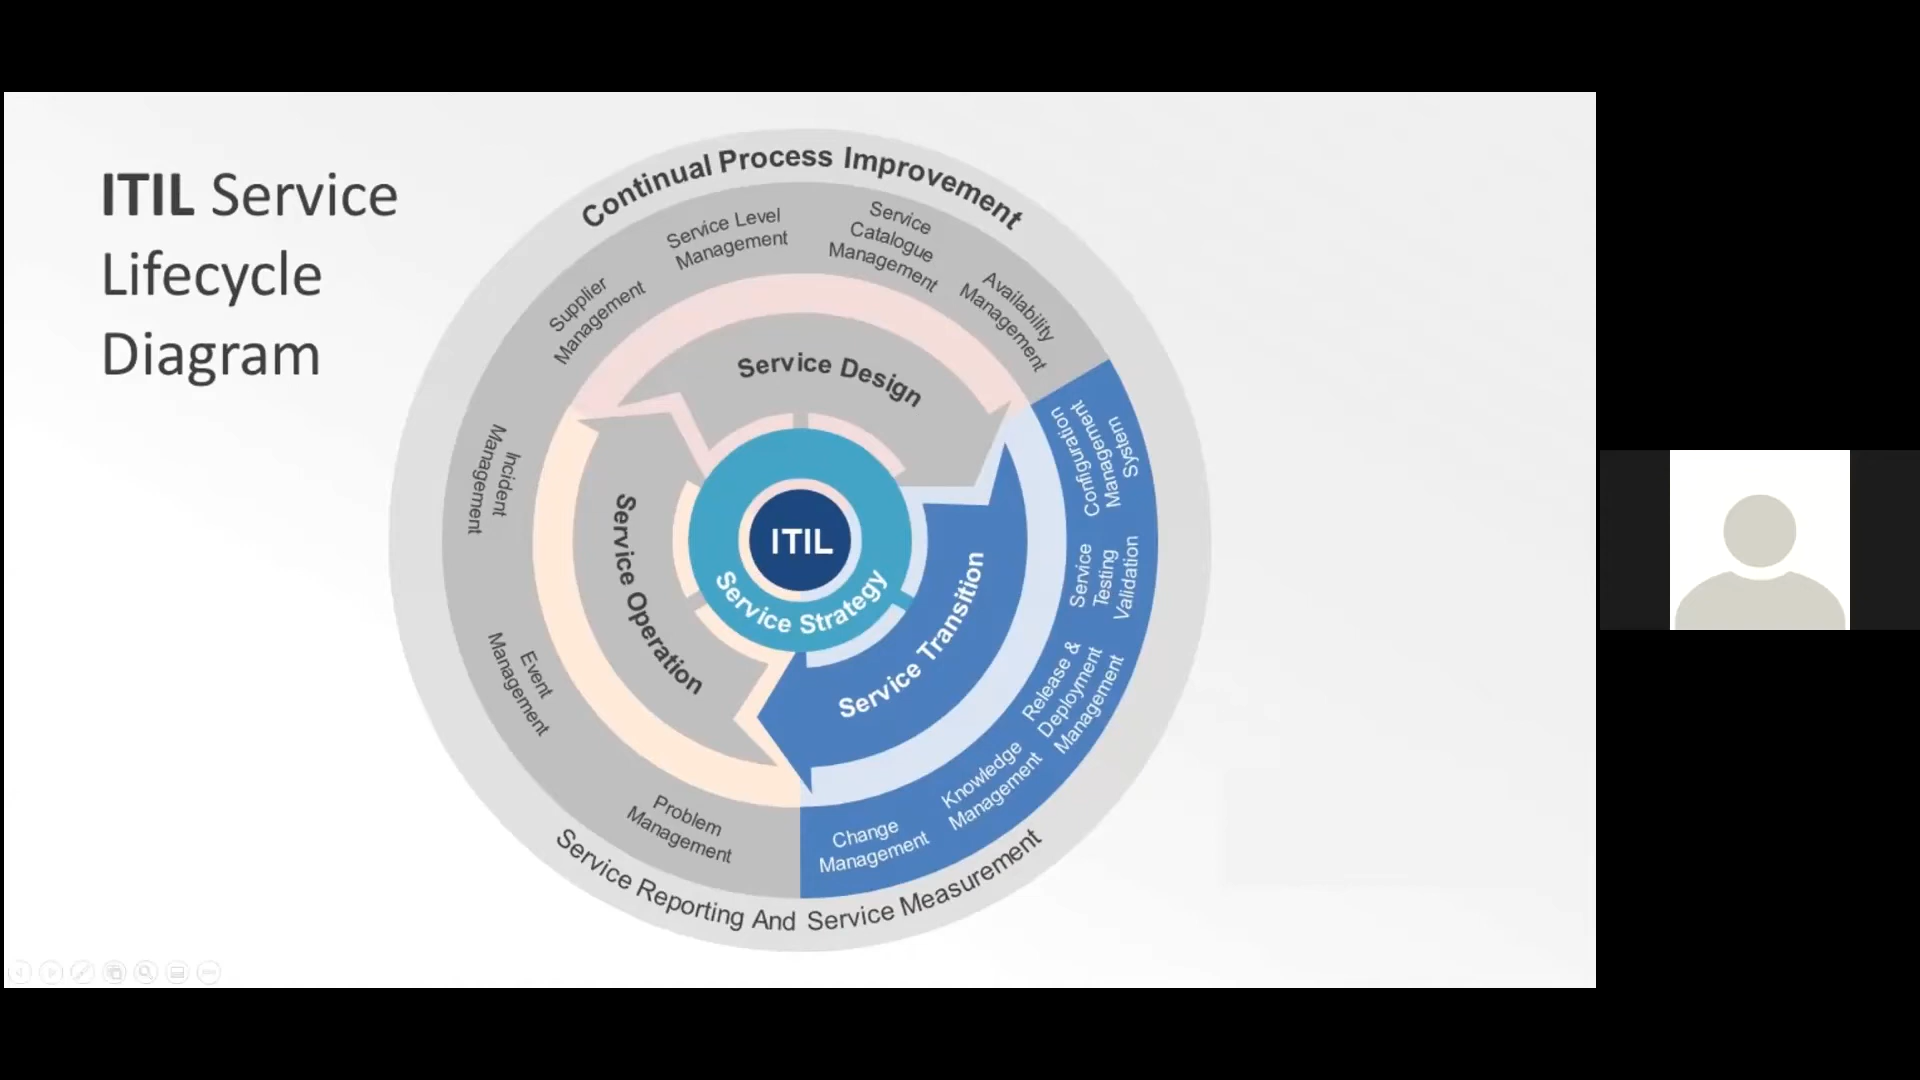 ITIL Service
Lifecycle
Diagram
Continual Process Improvement
Service Level
Management
Service
Catalogue
Management
Availability
Management
Supplier
Management
Service Design
Configuration
Management
System
Incident
Management
Service Operation
ITIL
Service Strategy
Service Transition
Service
Testing
Validation
Event
Management
Release &
Deployment
Management
Knowledge
Management
Problem
Management
Change
Management
Service Reporting And Service Measurement